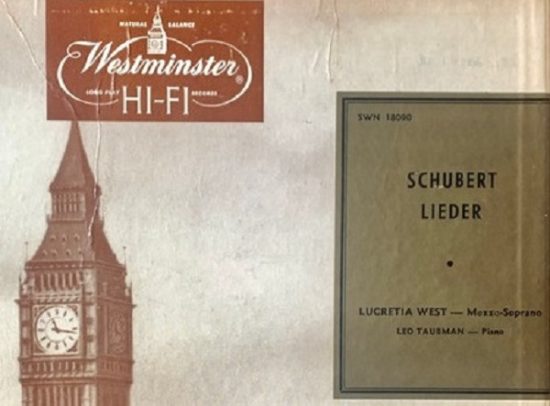 NATURAL BALANCE
Westminster®
LONG PLAY HI-FI RECORDS
SWN 18090
SCHUBERT
LIEDER
LUCRETIA WEST — Mezzo-Soprano
LEO TAUBMAN — Piano